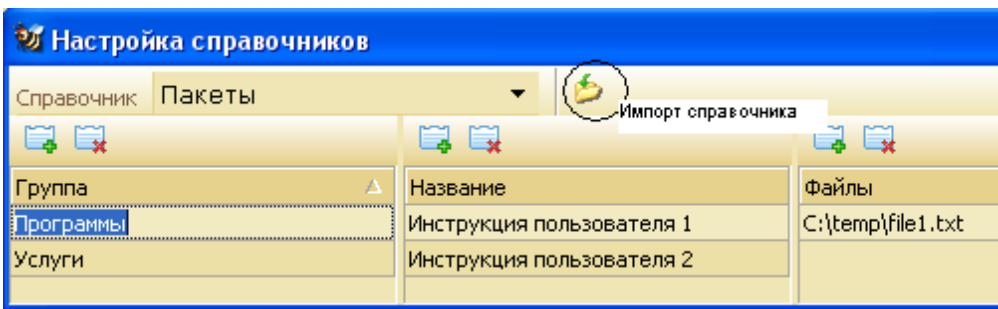 Настройка справочников
Справочник Пакеты
Импорт справочника
Группа Название Файлы
Программы Инструкция пользователя 1 C:\temp\file1.txt
Услуги Инструкция пользователя 2